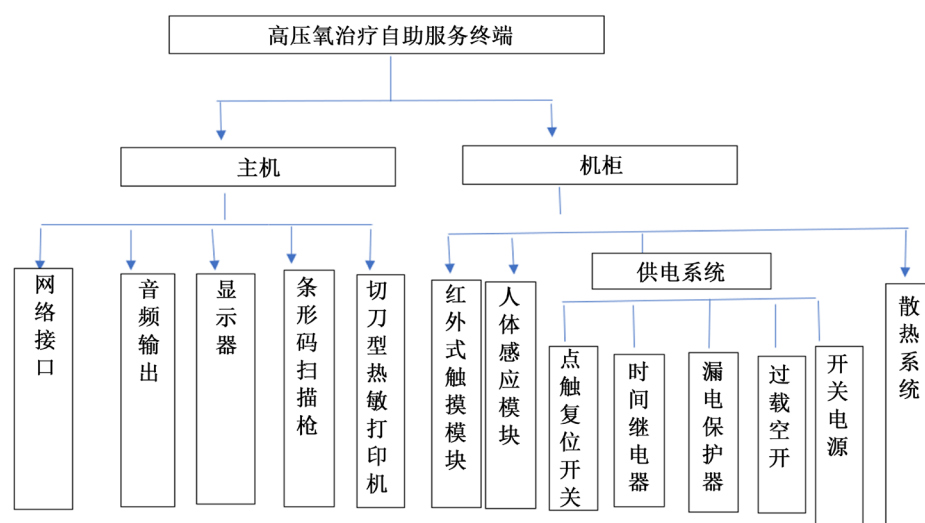 高压氧治疗自助服务终端
主机
机柜
网络接口
音频输出
显示器
条形码扫描枪
切刀型热敏打印机
红外式触摸模块
人体感应模块
供电系统
点触复位开关
时间继电器
漏电保护器
过载空开
开关电源
散热系统